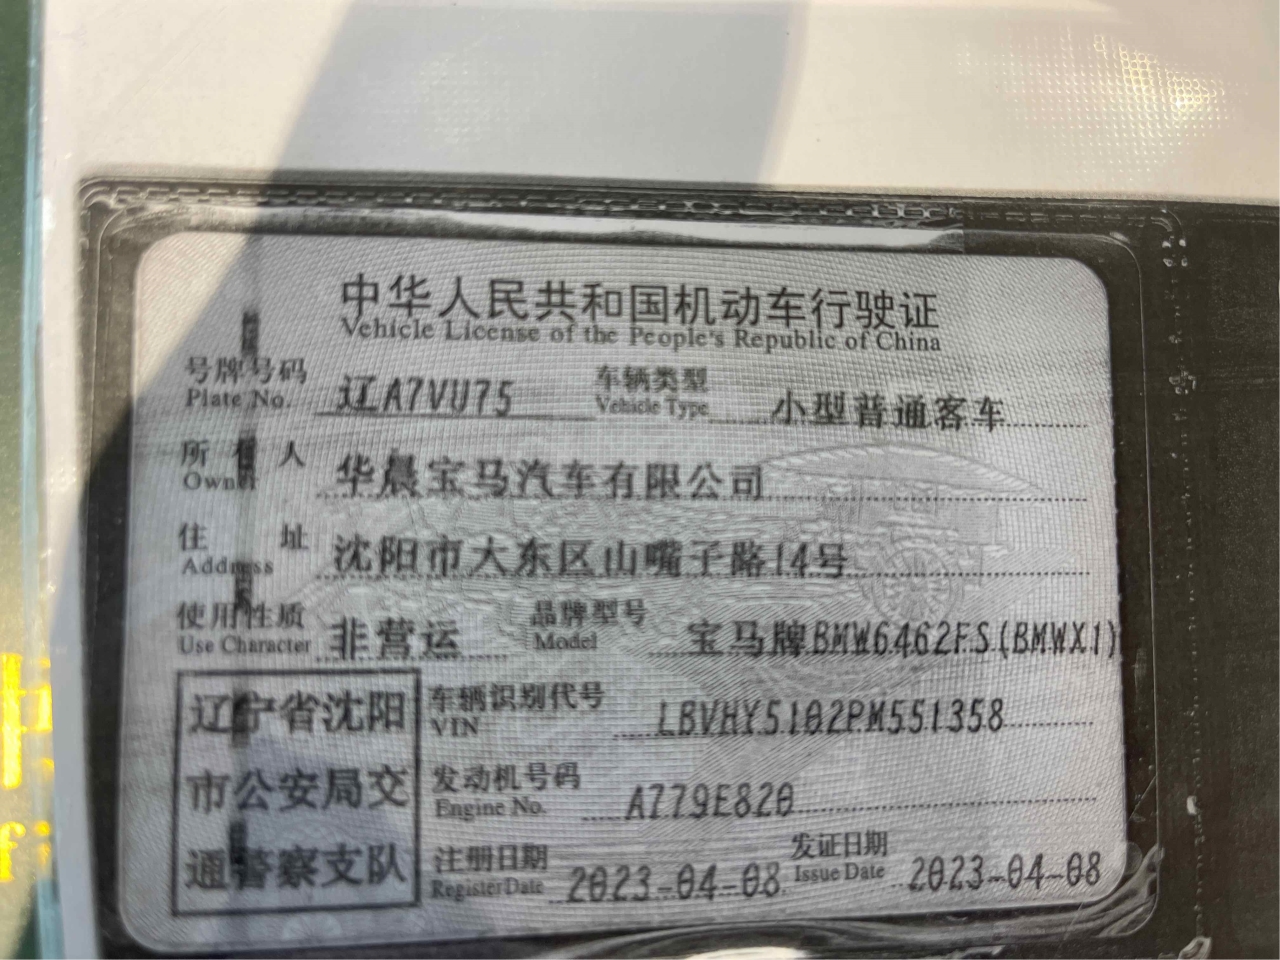 中华人民共和国机动车行驶证
Vehicle License of the People's Republic of China
号牌号码 辽A7VU75 车辆类型 小型普通客车
Plate No. Vehicle Type
所有人 华晨宝马汽车有限公司
Owner
住址 沈阳市大东区山嘴子路14号
Address
使用性质 非营运 品牌型号 宝马牌BMW6462FS(BMWX1)
Use Character Model
辽宁省沈阳
市公安局交
通警察支队
车辆识别代号 LBVHY5102PM551358
VIN
发动机号码 A779E820
Engine No.
注册日期 2023-04-08 发证日期 2023-04-08
Register Date Issue Date